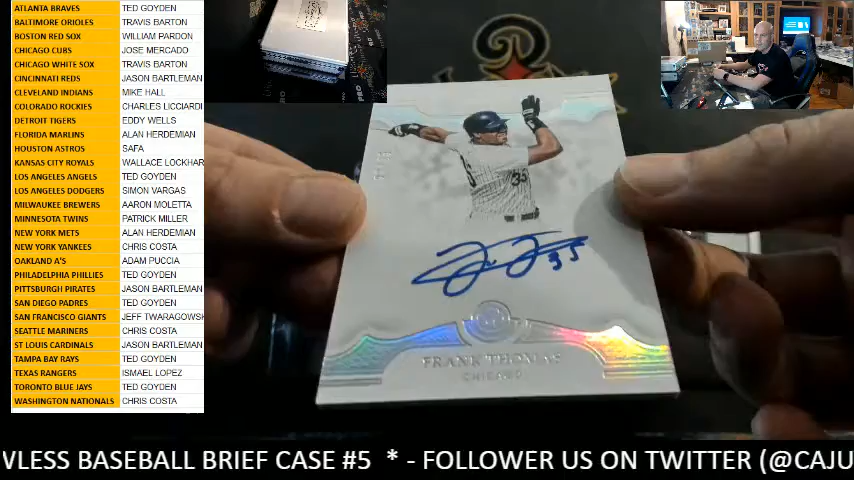 ATLANTA BRAVES TED GOYDEN
BALTIMORE ORIOLES TRAVIS BARTON
BOSTON RED SOX WILLIAM PARDON
CHICAGO CUBS JOSE MERCADO
CHICAGO WHITE SOX TRAVIS BARTON
CINCINNATI REDS JASON BARTLEMAN
CLEVELAND INDIANS MIKE HALL
COLORADO ROCKIES CHARLES LICCIARDI
DETROIT TIGERS EDDY WELLS
FLORIDA MARLINS ALAN HERDEMIAN
HOUSTON ASTROS SAFA
KANSAS CITY ROYALS WALLACE LOCKHAR
LOS ANGELES ANGELS TED GOYDEN
LOS ANGELES DODGERS SIMON VARGAS
MILWAUKEE BREWERS AARON MOLETTA
MINNESOTA TWINS PATRICK MILLER
NEW YORK METS ALAN HERDEMIAN
NEW YORK YANKEES CHRIS COSTA
OAKLAND A'S ADAM PUCCIA
PHILADELPHIA PHILLIES TED GOYDEN
PITTSBURGH PIRATES JASON BARTLEMAN
SAN DIEGO PADRES TED GOYDEN
SAN FRANCISCO GIANTS JEFF TWARAGOWSK
SEATTLE MARINERS CHRIS COSTA
ST LOUIS CARDINALS JASON BARTLEMAN
TAMPA BAY RAYS TED GOYDEN
TEXAS RANGERS ISMAEL LOPEZ
TORONTO BLUE JAYS TED GOYDEN
WASHINGTON NATIONALS CHRIS COSTA
35
35
FRANK THOMAS
CHICAGO
WLESS BASEBALL BRIEF CASE #5 * - FOLLOWER US ON TWITTER (@CAJU